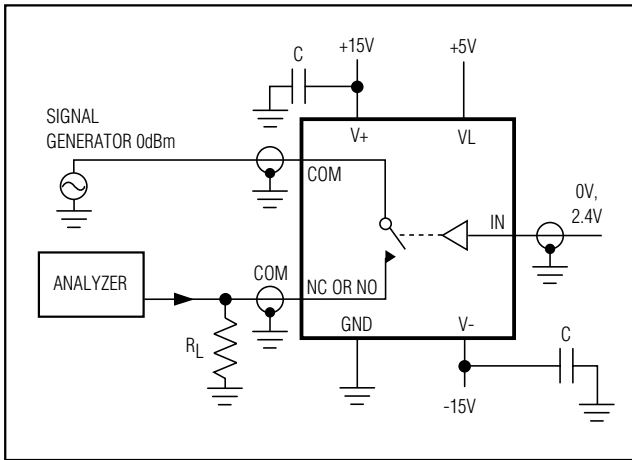 +15V
+5V
C
SIGNAL
GENERATOR 0dBm
V+
VL
COM
0V,
2.4V
IN
ANALYZER
COM
NC OR NO
GND
V-
C
RL
-15V